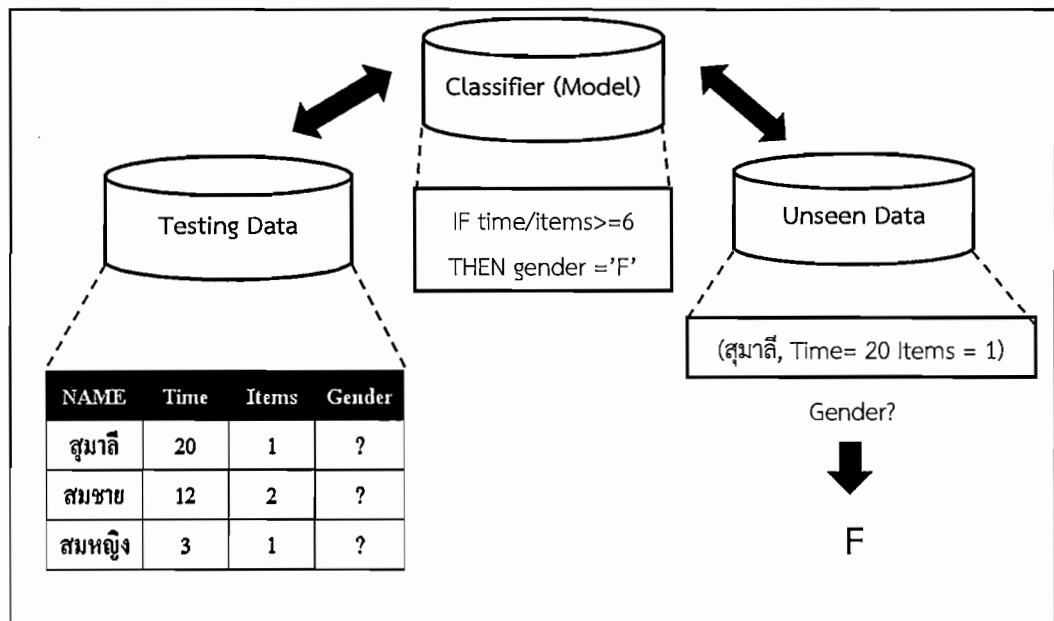 Classifier (Model)
IF time/items>=6
THEN gender ='F'
Testing Data
NAME Time Items Gender
สุมาลี 20 1 ?
สมชาย 12 2 ?
สมหญิง 3 1 ?
Unseen Data
(สุมาลี, Time= 20 Items = 1)
Gender?
F